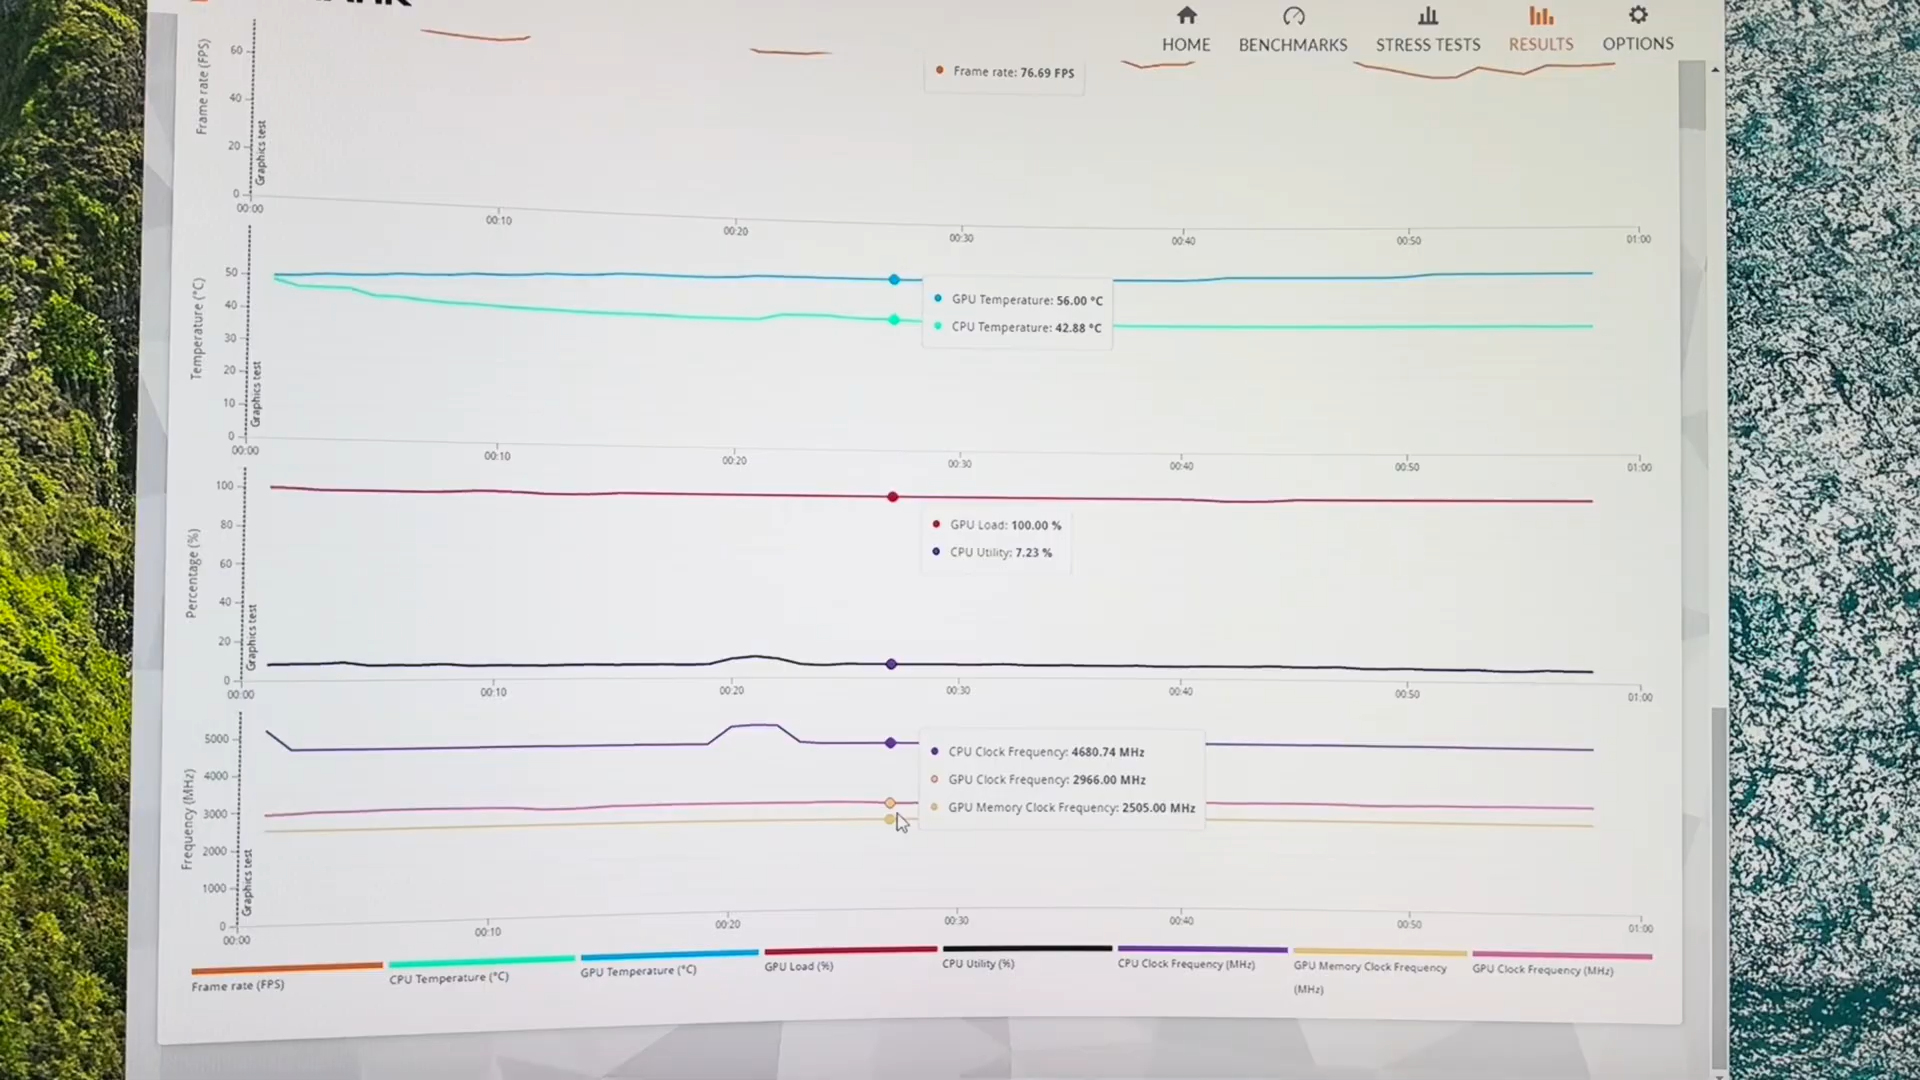 HOME
BENCHMARKS
STRESS TESTS
RESULTS
OPTIONS
Frame rate (FPS)
60
40
20
0
Graphics test
Frame rate: 76.69 FPS
00:00
00:10
00:20
00:30
00:40
00:50
01:00
Temperature (°C)
50
40
30
20
10
0
Graphics test
GPU Temperature: 56.00 °C
CPU Temperature: 42.88 °C
00:00
00:10
00:20
00:30
00:40
00:50
01:00
Percentage (%)
100
80
60
40
20
0
Graphics test
GPU Load: 100.00 %
CPU Utility: 7.23 %
00:00
00:10
00:20
00:30
00:40
00:50
01:00
Frequency (MHz)
5000
4000
3000
2000
1000
0
Graphics test
CPU Clock Frequency: 4680.74 MHz
GPU Clock Frequency: 2966.00 MHz
GPU Memory Clock Frequency: 2505.00 MHz
00:00
00:10
00:20
00:30
00:40
00:50
01:00
Frame rate (FPS)
CPU Temperature (°C)
GPU Temperature (°C)
GPU Load (%)
CPU Utility (%)
CPU Clock Frequency (MHz)
GPU Memory Clock Frequency
(MHz)
GPU Clock Frequency (MHz)